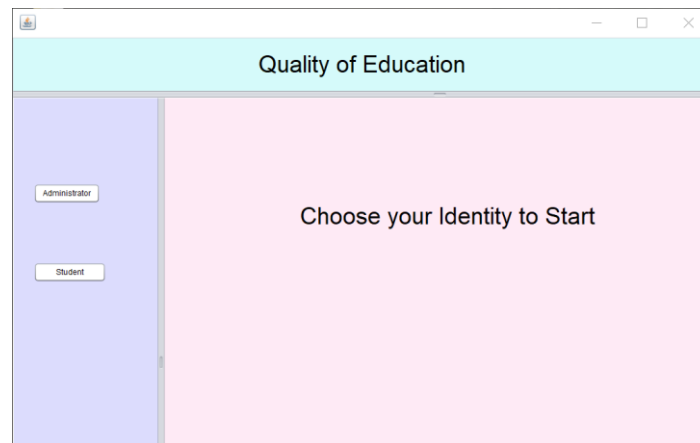 Quality of Education
Administrator
Choose your Identity to Start
Student